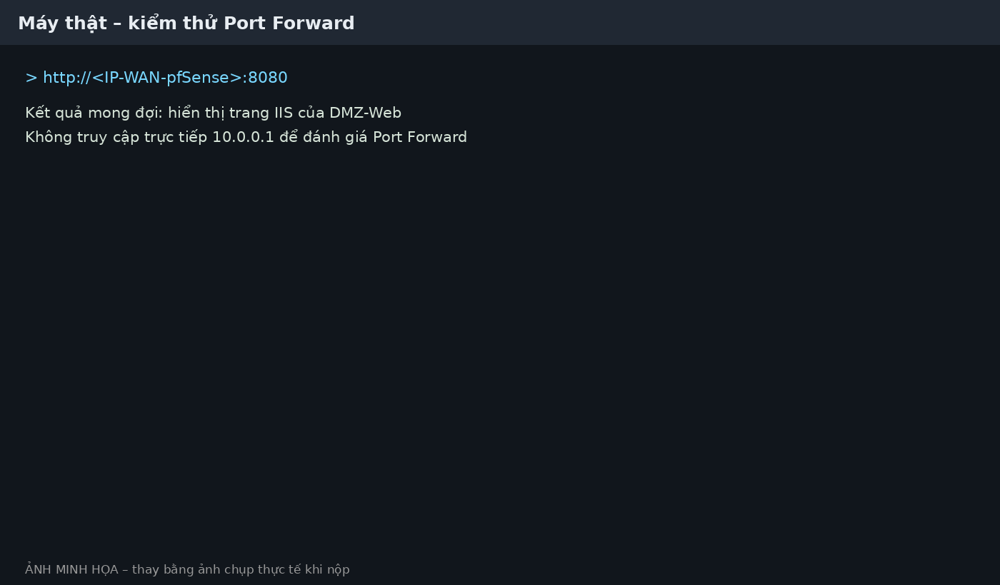 Máy thật – kiểm thử Port Forward
> http://<IP-WAN-pfSense>:8080
Kết quả mong đợi: hiển thị trang IIS của DMZ-Web
Không truy cập trực tiếp 10.0.0.1 để đánh giá Port Forward
ẢNH MINH HỌA – thay bằng ảnh chụp thực tế khi nộp